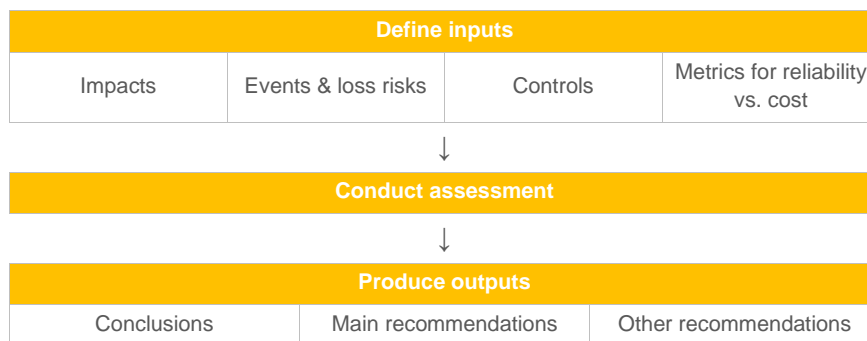 Define inputs
Impacts
Events & loss risks
Controls
Metrics for reliability
vs. cost
↓
Conduct assessment
↓
Produce outputs
Conclusions
Main recommendations
Other recommendations